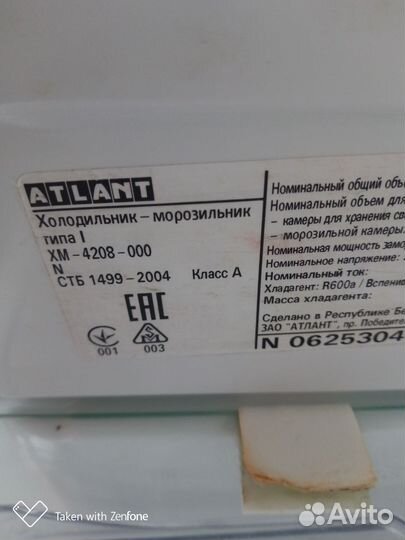 ATLANT
Холодильник – морозильник
типа I
ХМ – 4208 – 000
N
СТБ 1499 – 2004 Класс А
EAC
001
003
Номинальный общий объе
Номинальный объем для
– камеры для хранения св
– морозильной камеры
Номинальная мощность замо
Номинальное напряжение:
Номинальный ток:
Хладагент: R600a / Вспени
Масса хладагента:
Сделано в Республике Бе
ЗАО "АТЛАНТ", пр. Победител
N 0625304
Taken with Zenfone
Avito